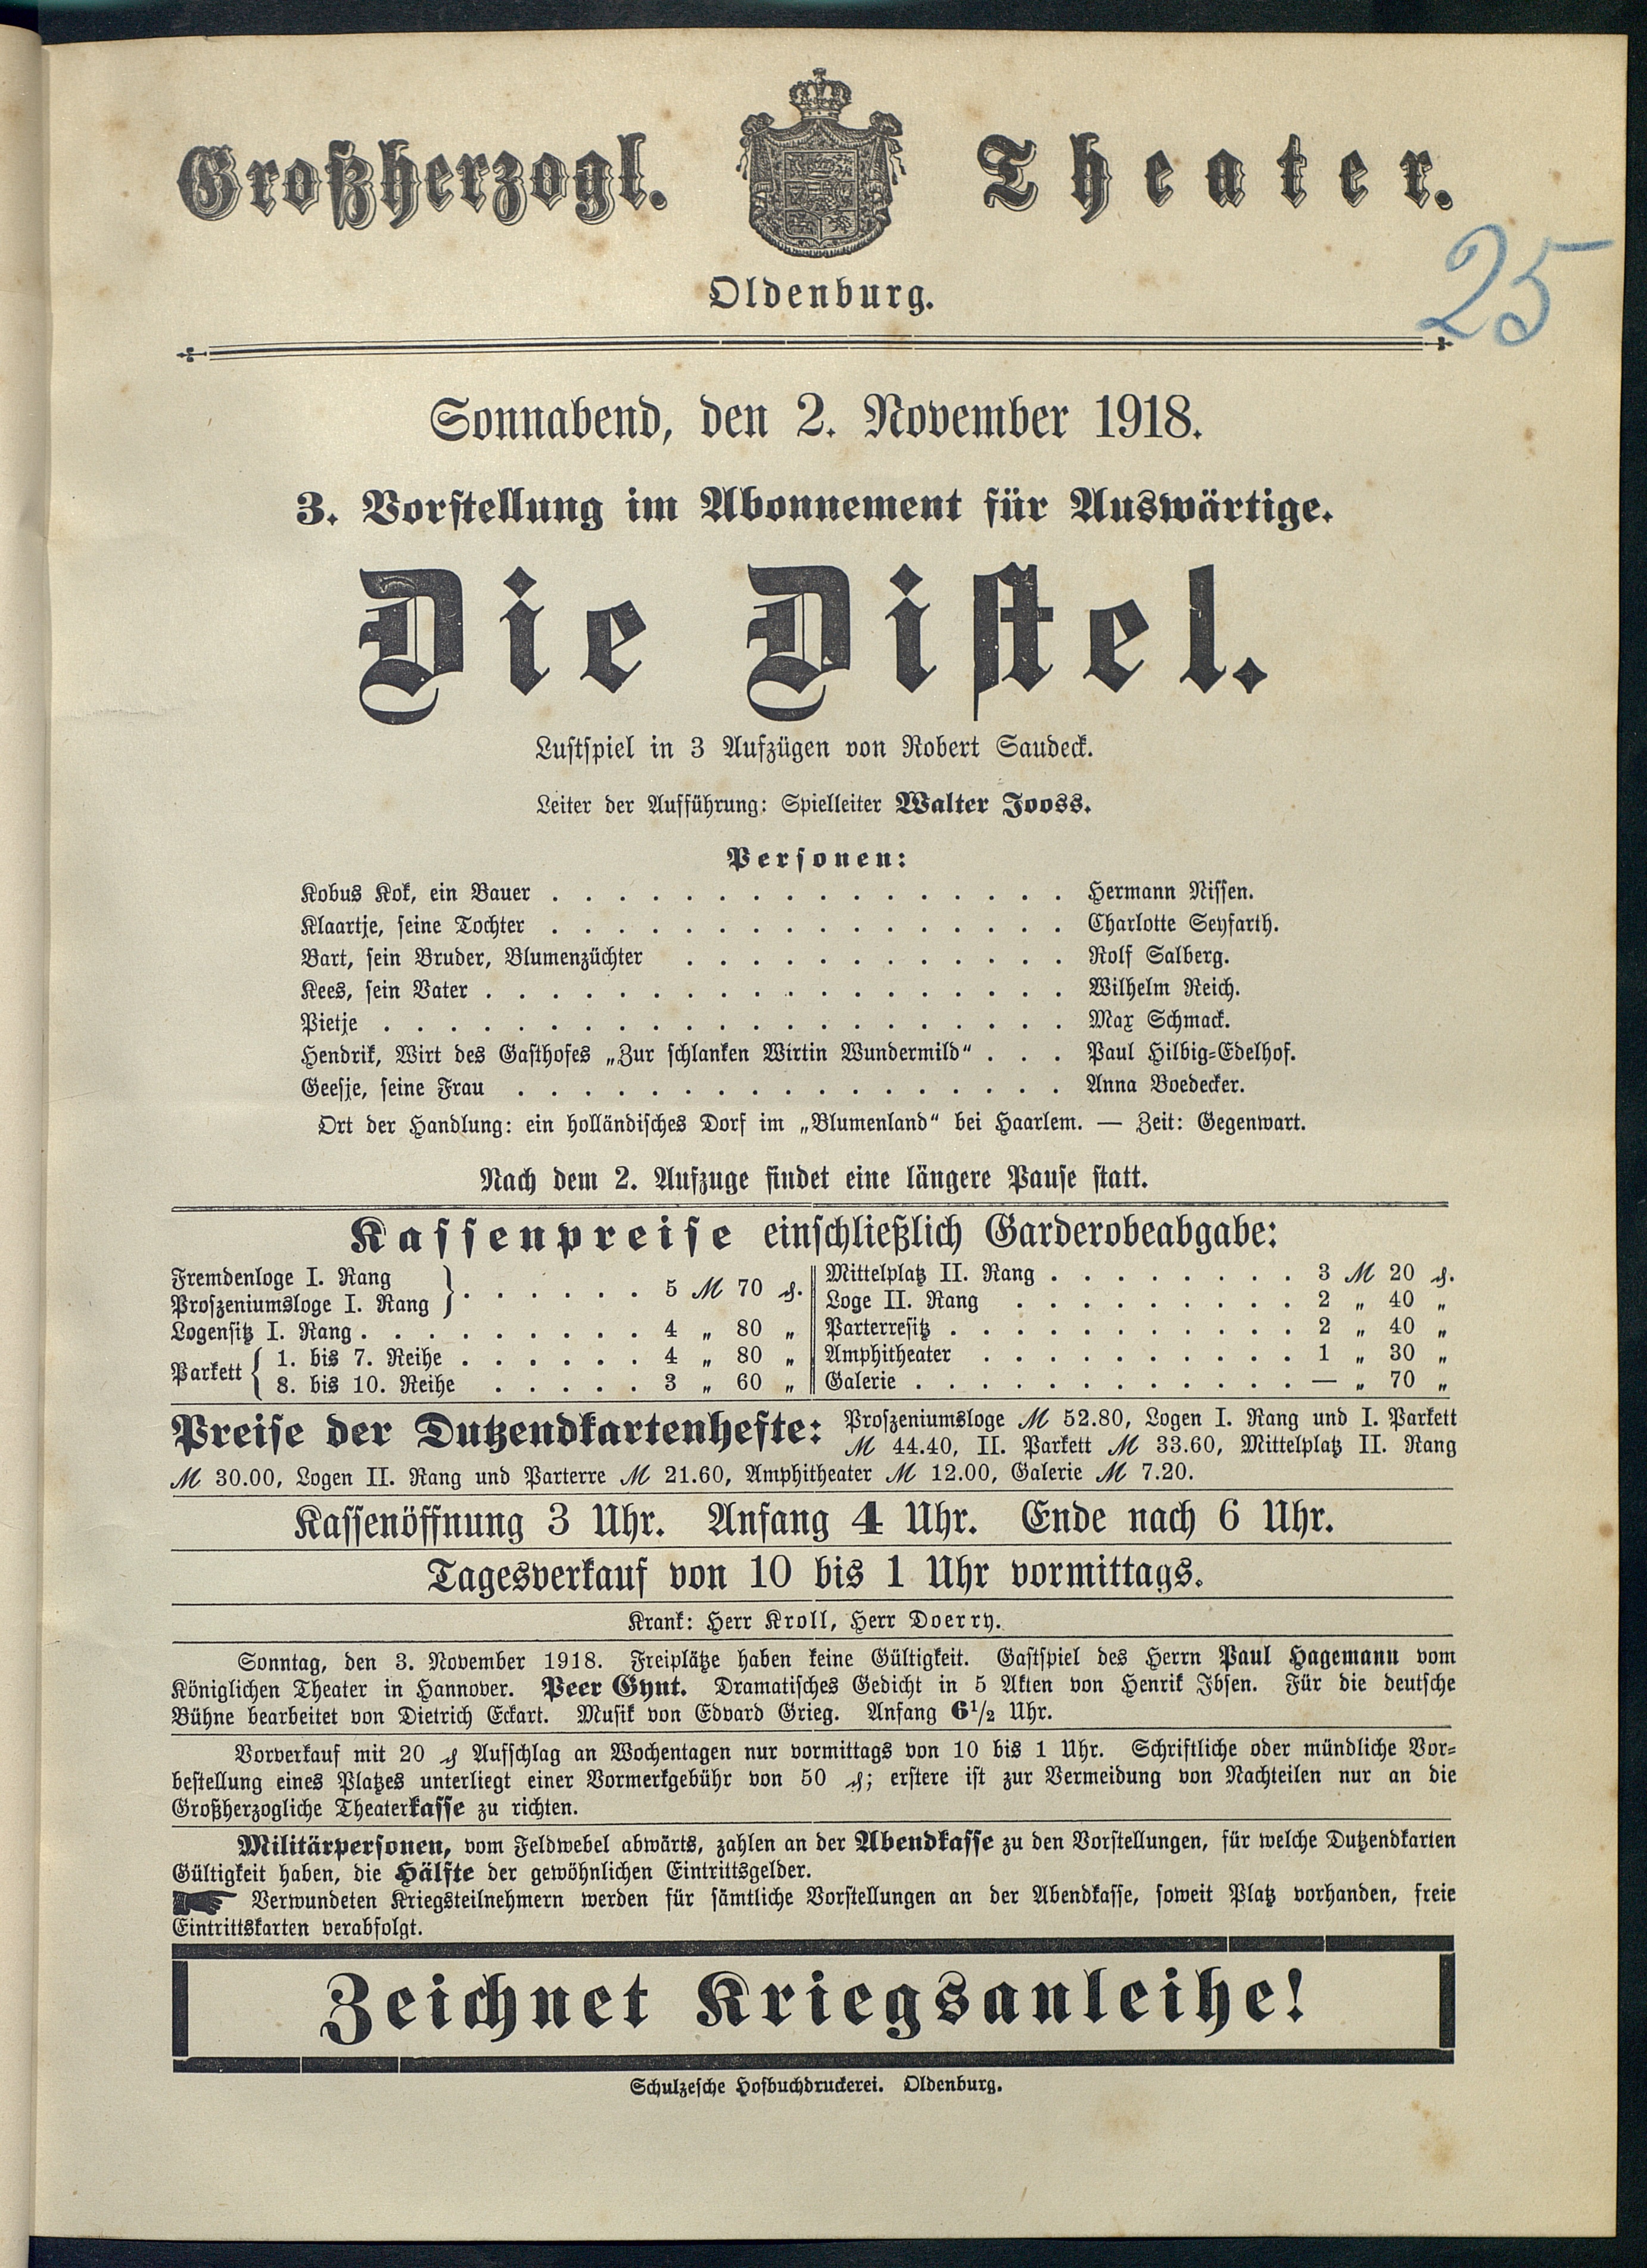 Großherzogl. Theater.
25
Oldenburg.
Sonnabend, den 2. November 1918.
3. Vorstellung im Abonnement für Auswärtige.
Die Distel.
Lustspiel in 3 Aufzügen von Robert Saudeck.
Leiter der Aufführung: Spielleiter Walter Jooss.
Personen:
Kobus Kok, ein Bauer . . . . . . . . . . . . . . . . Hermann Nissen.
Klaartje, seine Tochter . . . . . . . . . . . . . . . . Charlotte Seyfarth.
Bart, sein Bruder, Blumenzüchter . . . . . . . . . . . . Rolf Salberg.
Kees, sein Vater . . . . . . . . . . . . . . . . . . Wilhelm Reich.
Pietje . . . . . . . . . . . . . . . . . . . . . Max Schmack.
Hendrik, Wirt des Gasthofes „Zur schlanken Wirtin Wundermild“ . . . Paul Hilbig=Edelhof.
Geesje, seine Frau . . . . . . . . . . . . . . . . . Anna Boedecker.
Ort der Handlung: ein holländisches Dorf im „Blumenland“ bei Haarlem. — Zeit: Gegenwart.
Nach dem 2. Aufzuge findet eine längere Pause statt.
Kassenpreise einschließlich Garderobeabgabe:
Fremdenloge I. Rang
Proszeniumsloge I. Rang } . . . . . . 5 ℳ 70 ₰.
Logensitz I. Rang . . . . . . . . . 4 „ 80 „
Parkett { 1. bis 7. Reihe . . . . . . 4 „ 80 „
8. bis 10. Reihe . . . . . 3 „ 60 „
Mittelplatz II. Rang . . . . . . . . 3 ℳ 20 ₰.
Loge II. Rang . . . . . . . . . 2 „ 40 „
Parterresitz . . . . . . . . . . . 2 „ 40 „
Amphitheater . . . . . . . . . . 1 „ 30 „
Galerie . . . . . . . . . . . . — „ 70 „
Preise der Dutzendkartenhefte: Proszeniumsloge ℳ 52.80, Logen I. Rang und I. Parkett
ℳ 44.40, II. Parkett ℳ 33.60, Mittelplatz II. Rang
ℳ 30.00, Logen II. Rang und Parterre ℳ 21.60, Amphitheater ℳ 12.00, Galerie ℳ 7.20.
Kassenöffnung 3 Uhr. Anfang 4 Uhr. Ende nach 6 Uhr.
Tagesverkauf von 10 bis 1 Uhr vormittags.
Krank: Herr Kroll, Herr Doerry.
Sonntag, den 3. November 1918. Freiplätze haben keine Gültigkeit. Gastspiel des Herrn Paul Hagemann vom
Königlichen Theater in Hannover. Peer Gynt. Dramatisches Gedicht in 5 Akten von Henrik Ibsen. Für die deutsche
Bühne bearbeitet von Dietrich Eckart. Musik von Edvard Grieg. Anfang 6½ Uhr.
Vorverkauf mit 20 ₰ Aufschlag an Wochentagen nur vormittags von 10 bis 1 Uhr. Schriftliche oder mündliche Vor=
bestellung eines Platzes unterliegt einer Vormerkgebühr von 50 ₰; erstere ist zur Vermeidung von Nachteilen nur an die
Großherzogliche Theaterkasse zu richten.
Militärpersonen, vom Feldwebel abwärts, zahlen an der Abendkasse zu den Vorstellungen, für welche Dutzendkarten
Gültigkeit haben, die Hälfte der gewöhnlichen Eintrittsgelder.
Verwundeten Kriegsteilnehmern werden für sämtliche Vorstellungen an der Abendkasse, soweit Platz vorhanden, freie
Eintrittskarten verabfolgt.
Zeichnet Kriegsanleihe!
Schulzesche Hofbuchdruckerei. Oldenburg.